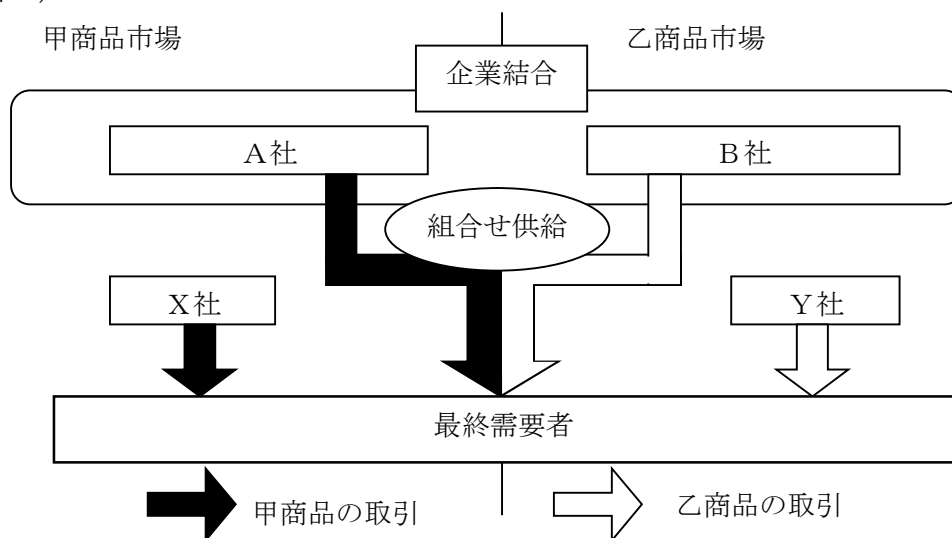 甲商品市場
乙商品市場
企業結合
A社
B社
組合せ供給
X社
Y社
最終需要者
甲商品の取引
乙商品の取引